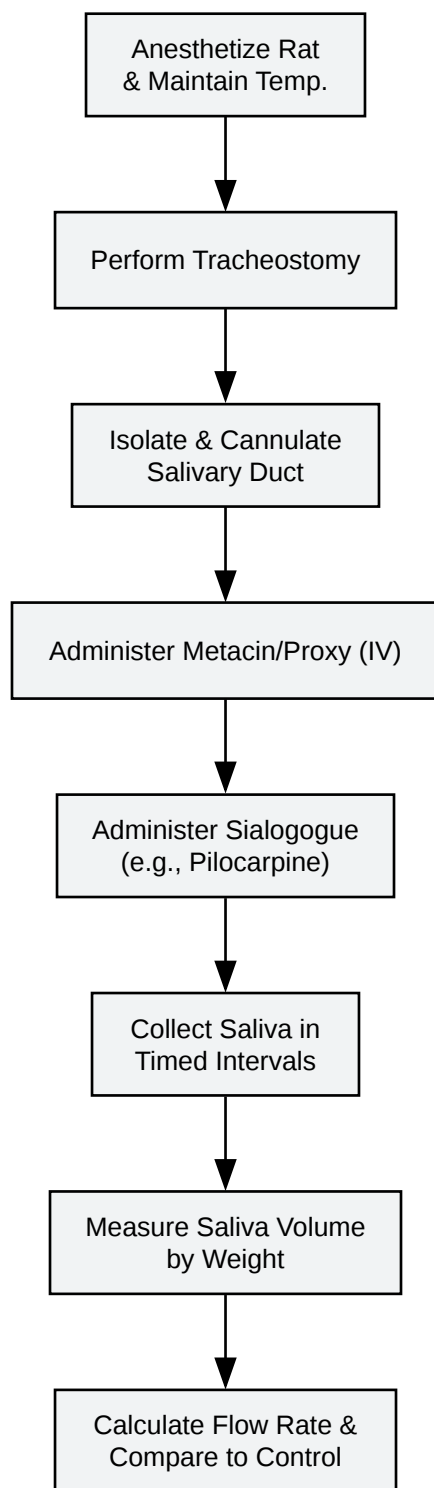 Anesthetize Rat
& Maintain Temp.
Perform Tracheostomy
Isolate & Cannulate
Salivary Duct
Administer Metacin/Proxy (IV)
Administer Sialogogue
(e.g., Pilocarpine)
Collect Saliva in
Timed Intervals
Measure Saliva Volume
by Weight
Calculate Flow Rate &
Compare to Control